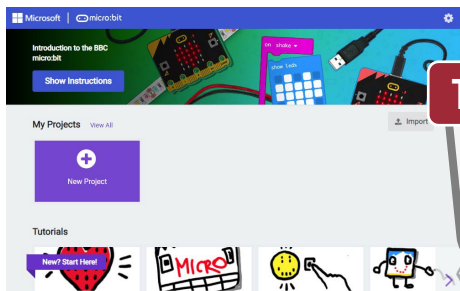 Microsoft | micro:bit
Introduction to the BBC
micro:bit
on shake
show leds
Show Instructions
My Projects View All
Import
New Project
Tutorials
New? Start Here!
MICRO